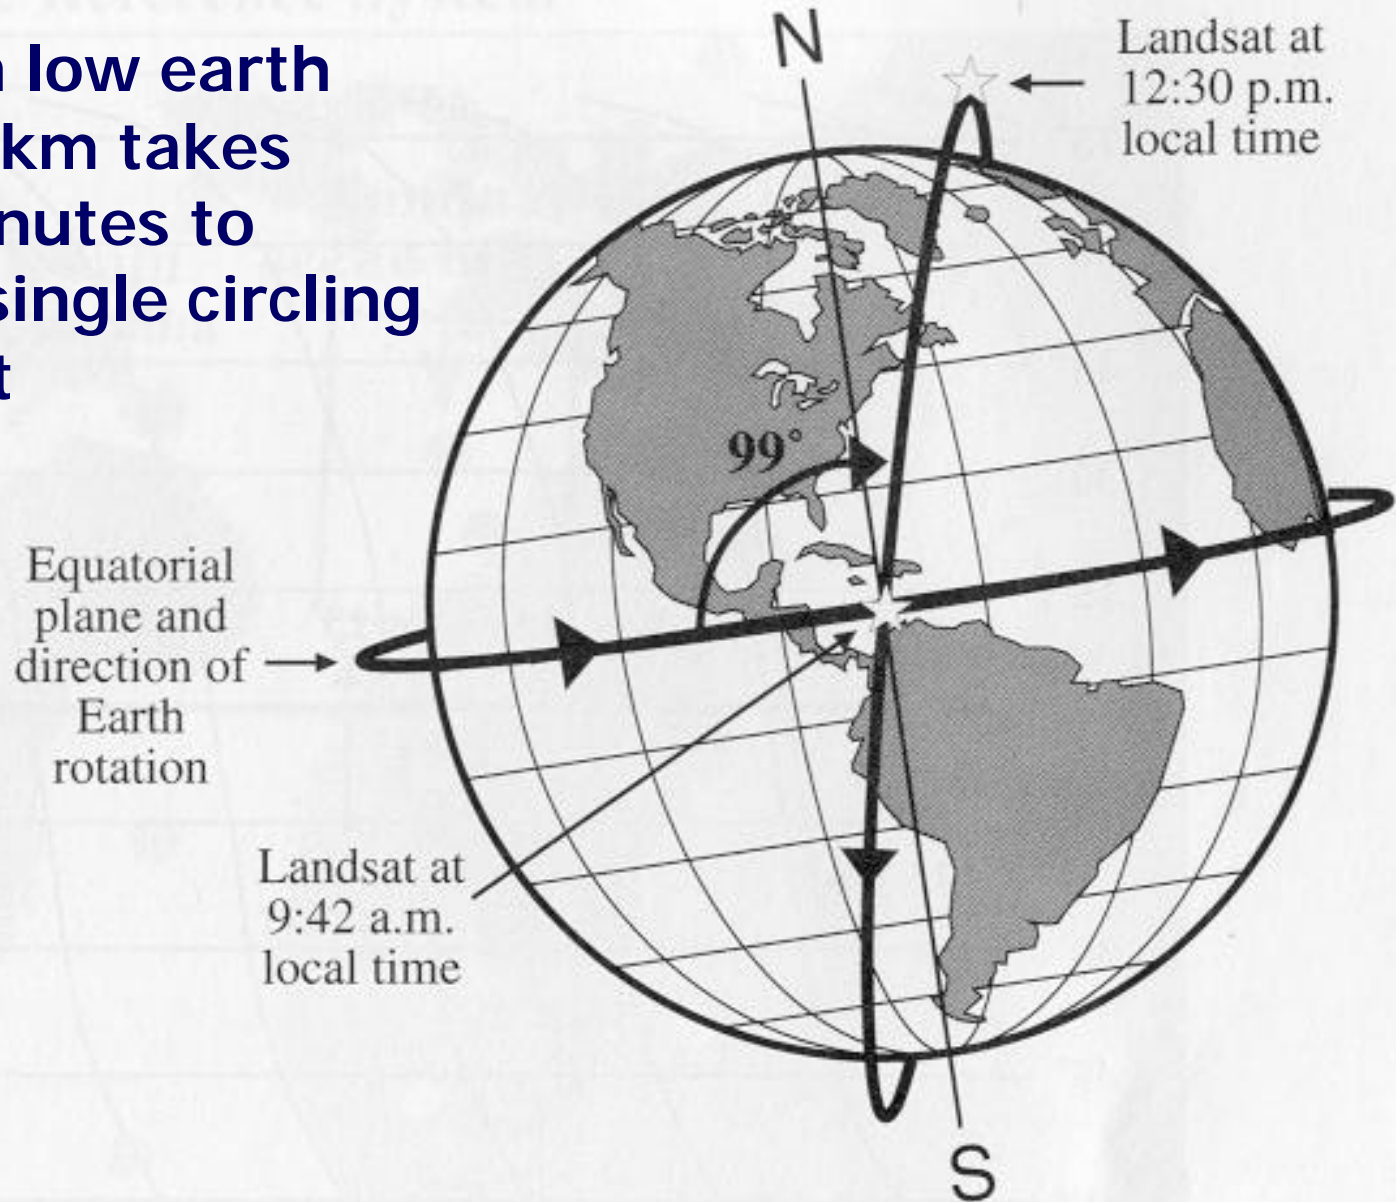 low earth
km takes
to
single circling
N
Landsat at
12:30 p.m.
local time
99°
Equatorial
plane and
direction of
Earth
rotation
Landsat at
9:42 a.m.
local time
S